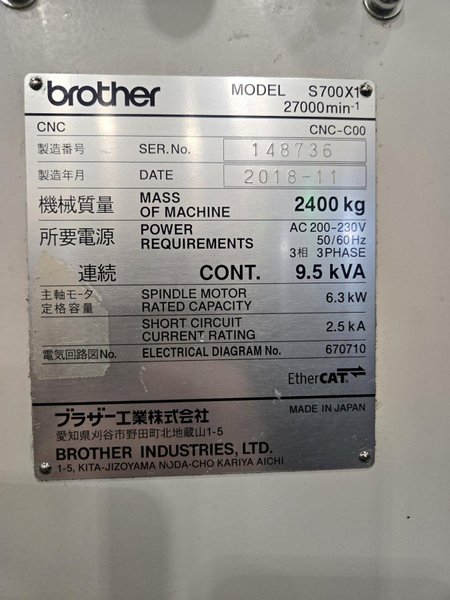 brother MODEL S700X1
27000min-1
CNC CNC-C00
製造番号 SER.No. 148736
製造年月 DATE 2018-11
機械質量 MASS OF MACHINE 2400 kg
所要電源 POWER REQUIREMENTS AC 200-230V 50/60Hz 3相 3PHASE
連続 CONT. 9.5 kVA
主軸モータ定格容量 SPINDLE MOTOR RATED CAPACITY 6.3 kW
SHORT CIRCUIT CURRENT RATING 2.5 kA
電気回路図No. ELECTRICAL DIAGRAM No. 670710
EtherCAT
ブラザー工業株式会社 MADE IN JAPAN
愛知県刈谷市野田町北地蔵山1-5
BROTHER INDUSTRIES, LTD.
1-5, KITA-JIZOYAMA NODA-CHO KARIYA AICHI